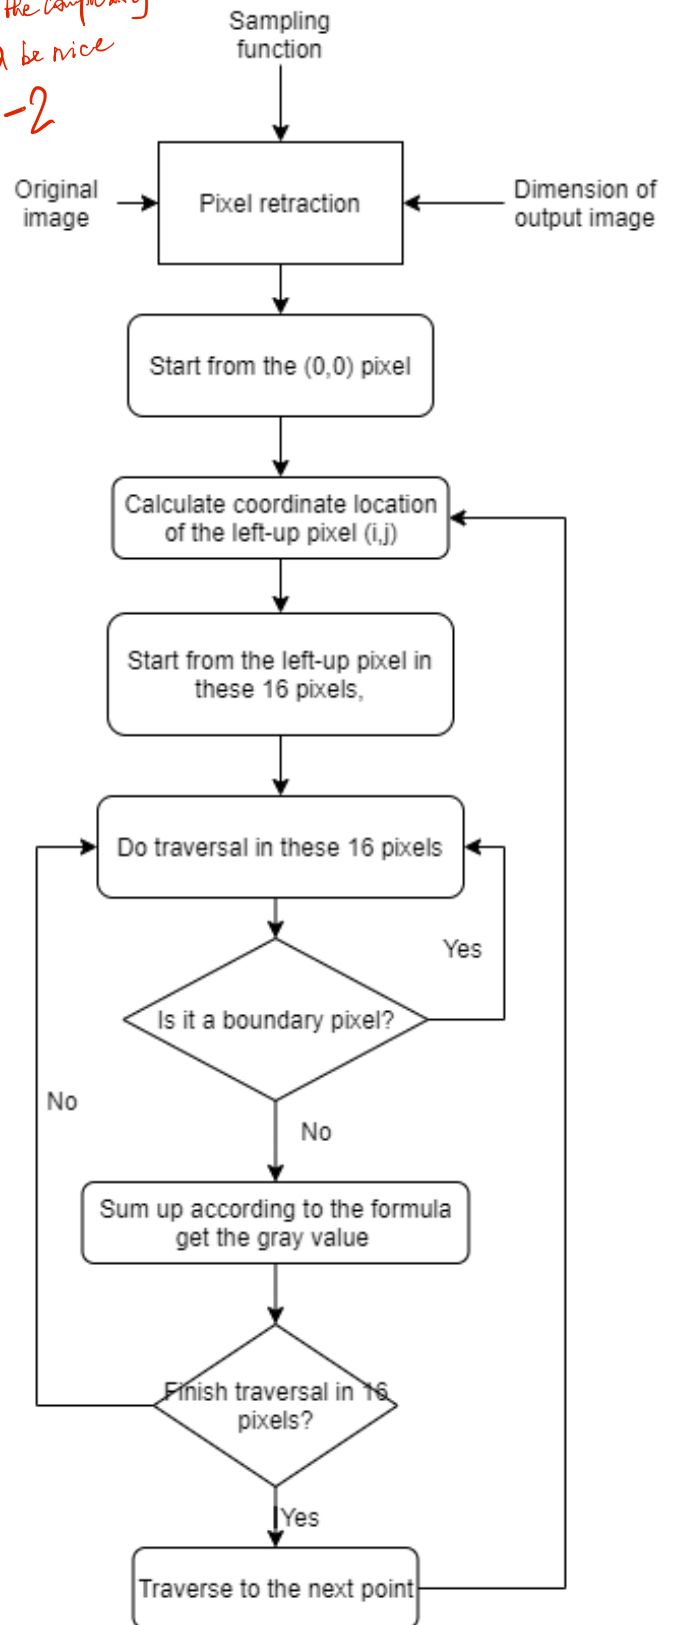 the
be nice
-2
Sampling
function
Original
image
Pixel retraction
Dimension of
output image
Start from the (0,0) pixel
Calculate coordinate location
of the left-up pixel (i,j)
Start from the left-up pixel in
these 16 pixels,
Do traversal in these 16 pixels
Yes
Is it a boundary pixel?
No
No
Sum up according to the formula
get the gray value
Finish traversal in 16
pixels?
Yes
Traverse to the next point